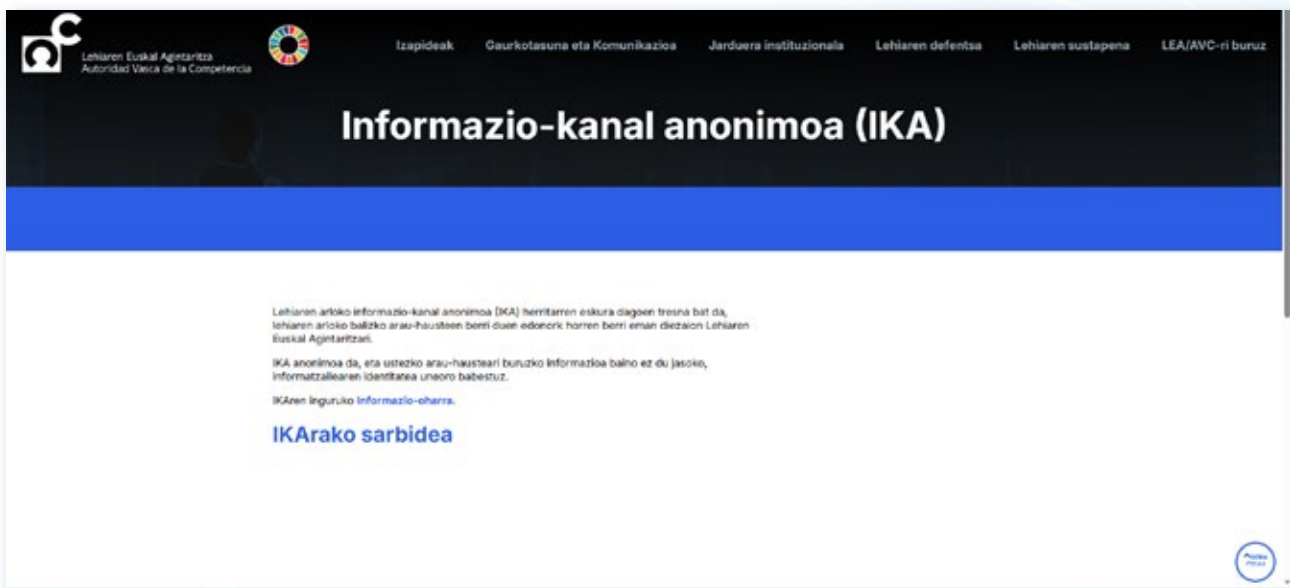 Lehiaren Euskal Agintaritza
Autoridad Vasca de la Competencia
Izapideak Gaurkotasuna eta Komunikazioa Jarduera instituzionala Lehiaren defentsa Lehiaren sustapena LEA/AVC-ri buruz
Informazio-kanal anonimoa (IKA)
Lehiaren arloko informazio-kanal anonimoa (IKA) herritarren eskura dagoen tresna bat da,
lehiaren arloko balizko arau-hausteen berri duen edonork horren berri eman diezaion Lehiaren
Euskal Agintaritzari.
IKA anonimoa da, eta ustezko arau-hausteari buruzko informazioa baino ez du jasoko,
informatzailearen identitatea uneoro babestuz.
IKAren inguruko Informazio-oharra.
IKArako sarbidea